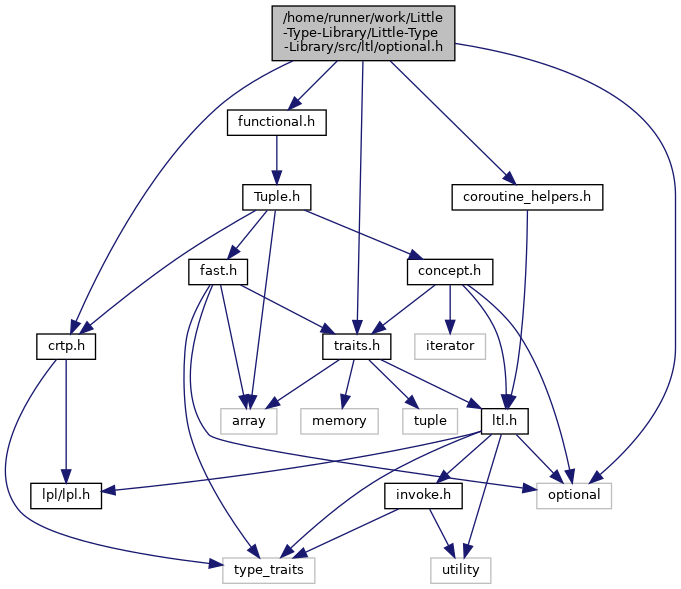 /home/runner/work/Little
-Type-Library/Little-Type
-Library/src/ltl/optional.h
functional.h
Tuple.h
coroutine_helpers.h
fast.h
concept.h
crtp.h
traits.h
iterator
array
memory
tuple
ltl.h
lpl/lpl.h
invoke.h
optional
type_traits
utility